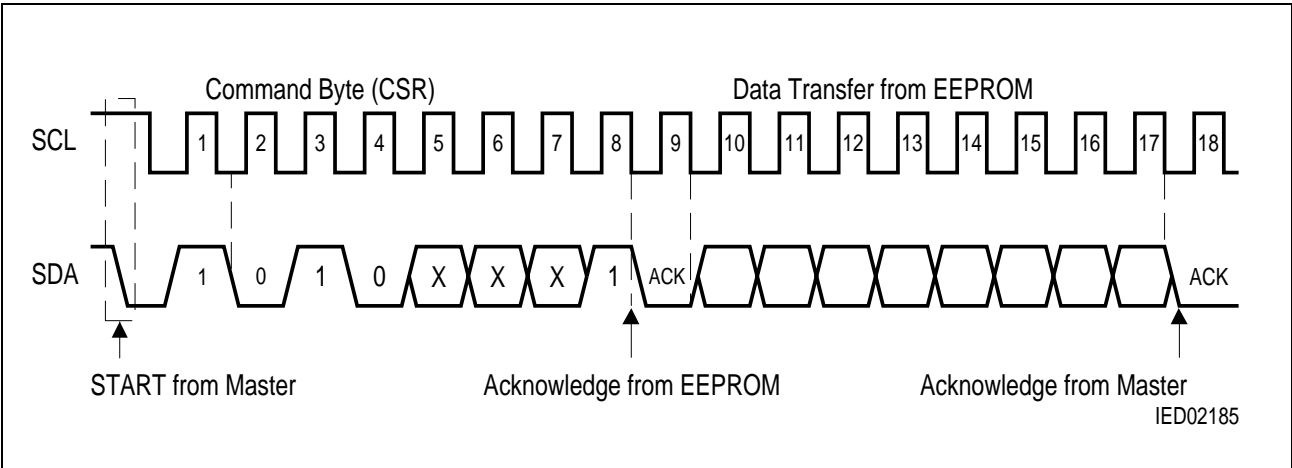 Command Byte (CSR) Data Transfer from EEPROM
SCL 1 2 3 4 5 6 7 8 9 10 11 12 13 14 15 16 17 18
SDA 1 0 1 0 X X X 1 ACK ACK
START from Master Acknowledge from EEPROM Acknowledge from Master
IED02185